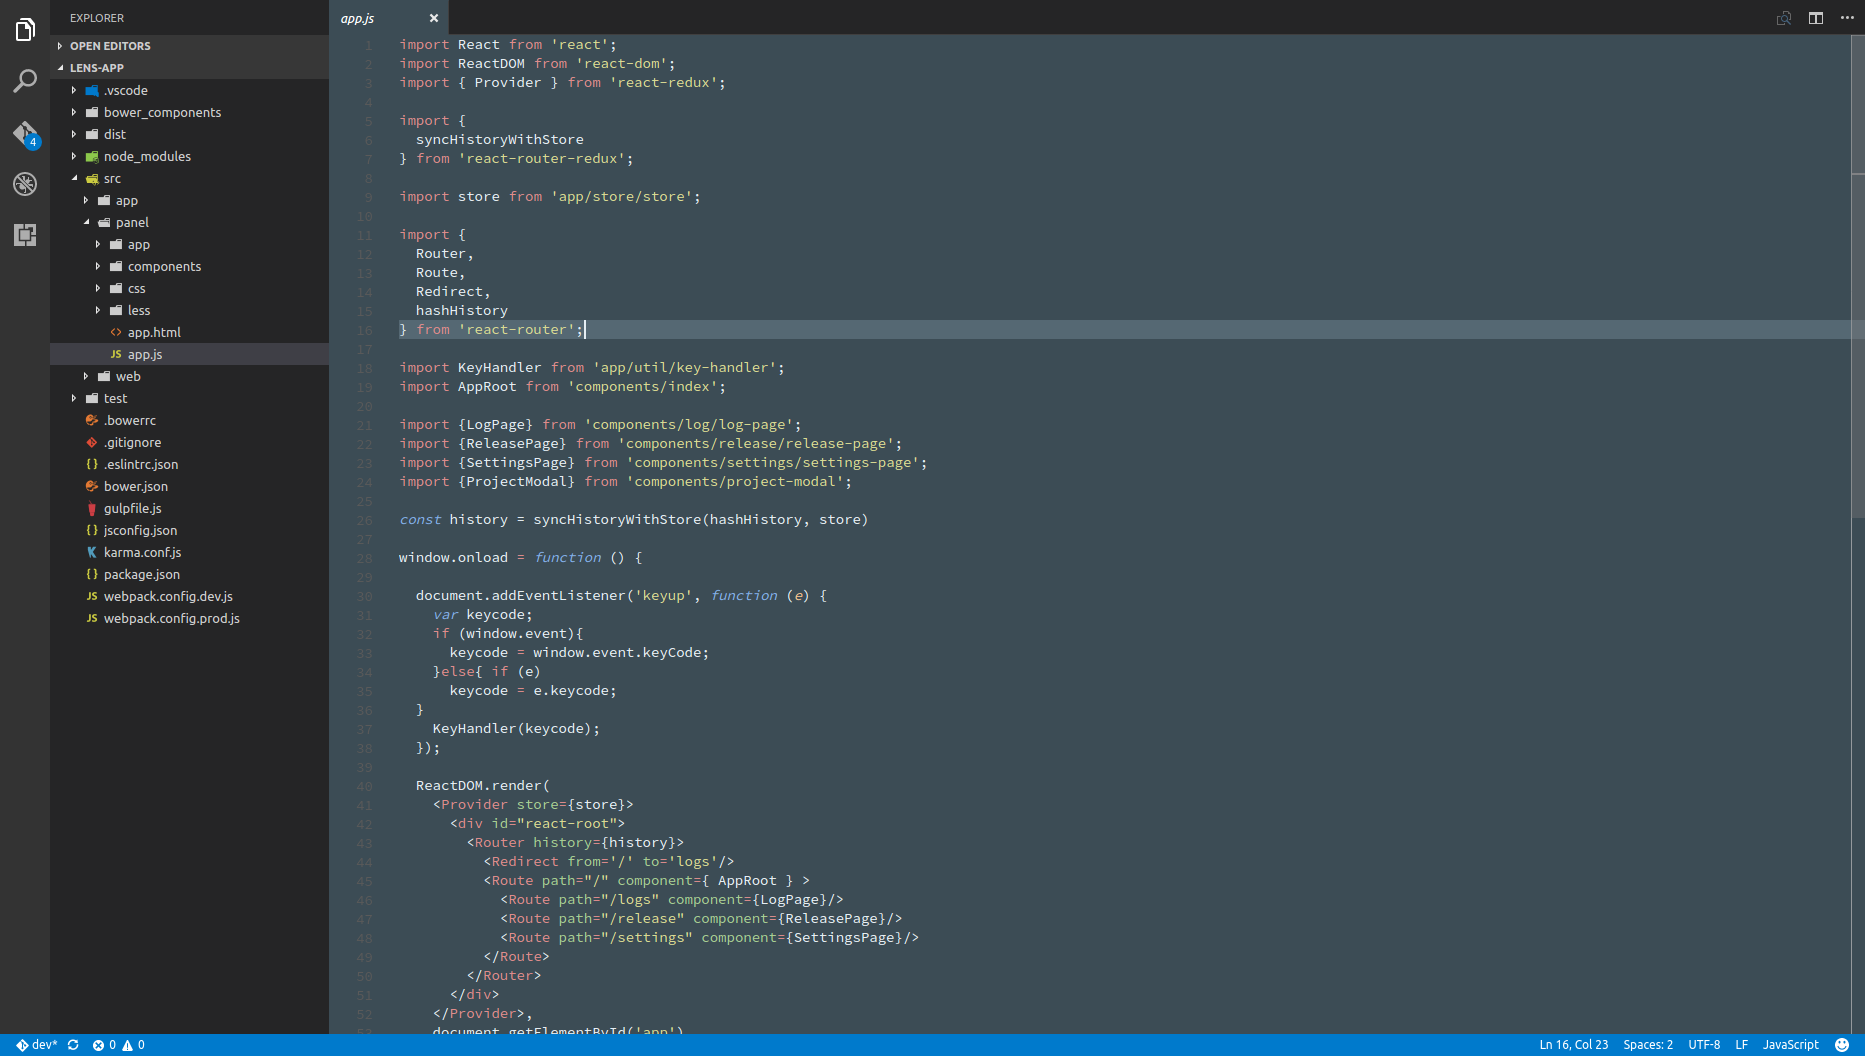 EXPLORER
OPEN EDITORS
LENS-APP
.vscode
bower_components
dist
node_modules
src
app
panel
app
components
css
less
<> app.html
JS app.js
web
test
.bowerrc
.gitignore
{} .eslintrc.json
bower.json
gulpfile.js
{} jsconfig.json
K karma.conf.js
{} package.json
JS webpack.config.dev.js
JS webpack.config.prod.js
4
app.js ×
1 import React from 'react';
2 import ReactDOM from 'react-dom';
3 import { Provider } from 'react-redux';
4
5 import {
6 syncHistoryWithStore
7 } from 'react-router-redux';
8
9 import store from 'app/store/store';
10
11 import {
12 Router,
13 Route,
14 Redirect,
15 hashHistory
16 } from 'react-router';
17
18 import KeyHandler from 'app/util/key-handler';
19 import AppRoot from 'components/index';
20
21 import {LogPage} from 'components/log/log-page';
22 import {ReleasePage} from 'components/release/release-page';
23 import {SettingsPage} from 'components/settings/settings-page';
24 import {ProjectModal} from 'components/project-modal';
25
26 const history = syncHistoryWithStore(hashHistory, store)
27
28 window.onload = function () {
29
30 document.addEventListener('keyup', function (e) {
31 var keycode;
32 if (window.event){
33 keycode = window.event.keyCode;
34 }else{ if (e)
35 keycode = e.keycode;
36 }
37 KeyHandler(keycode);
38 });
39
40 ReactDOM.render(
41 <Provider store={store}>
42 <div id="react-root">
43 <Router history={history}>
44 <Redirect from='/' to='logs'/>
45 <Route path="/" component={ AppRoot } >
46 <Route path="/logs" component={LogPage}/>
47 <Route path="/release" component={ReleasePage}/>
48 <Route path="/settings" component={SettingsPage}/>
49 </Route>
50 </Router>
51 </div>
52 </Provider>,
53 document.getElementById('app')
dev* 0 0 Ln 16, Col 23 Spaces: 2 UTF-8 LF JavaScript